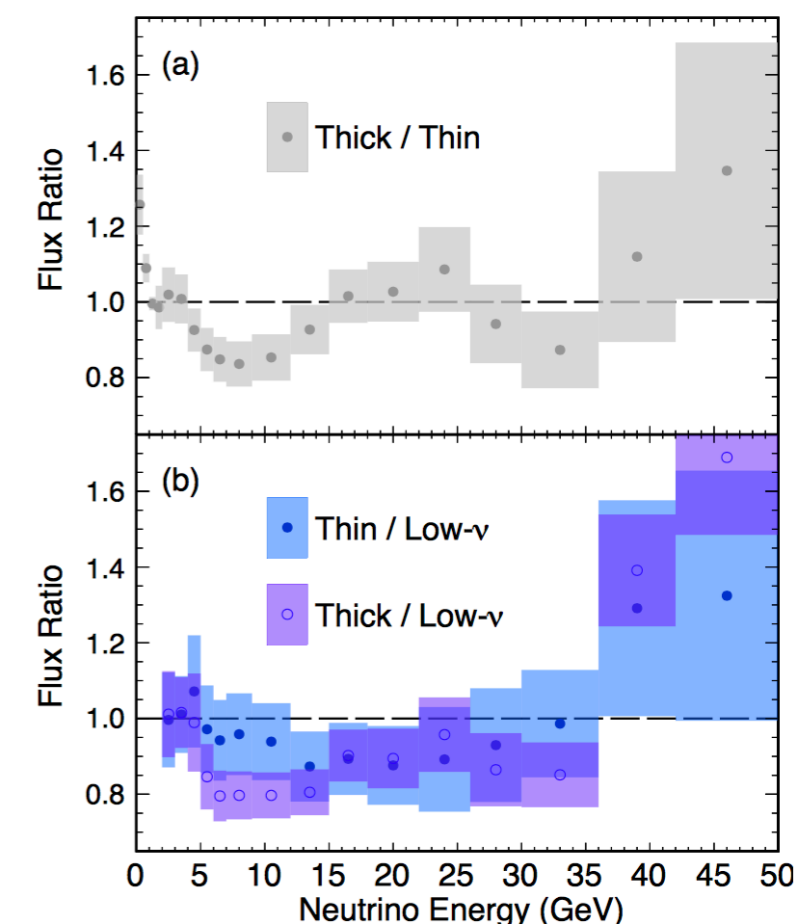 (a)
Thick / Thin
Flux Ratio
1.6
1.4
1.2
1.0
0.8
(b)
Thin / Low-ν
Thick / Low-ν
Flux Ratio
1.6
1.4
1.2
1.0
0.8
0 5 10 15 20 25 30 35 40 45 50
Neutrino Energy (GeV)